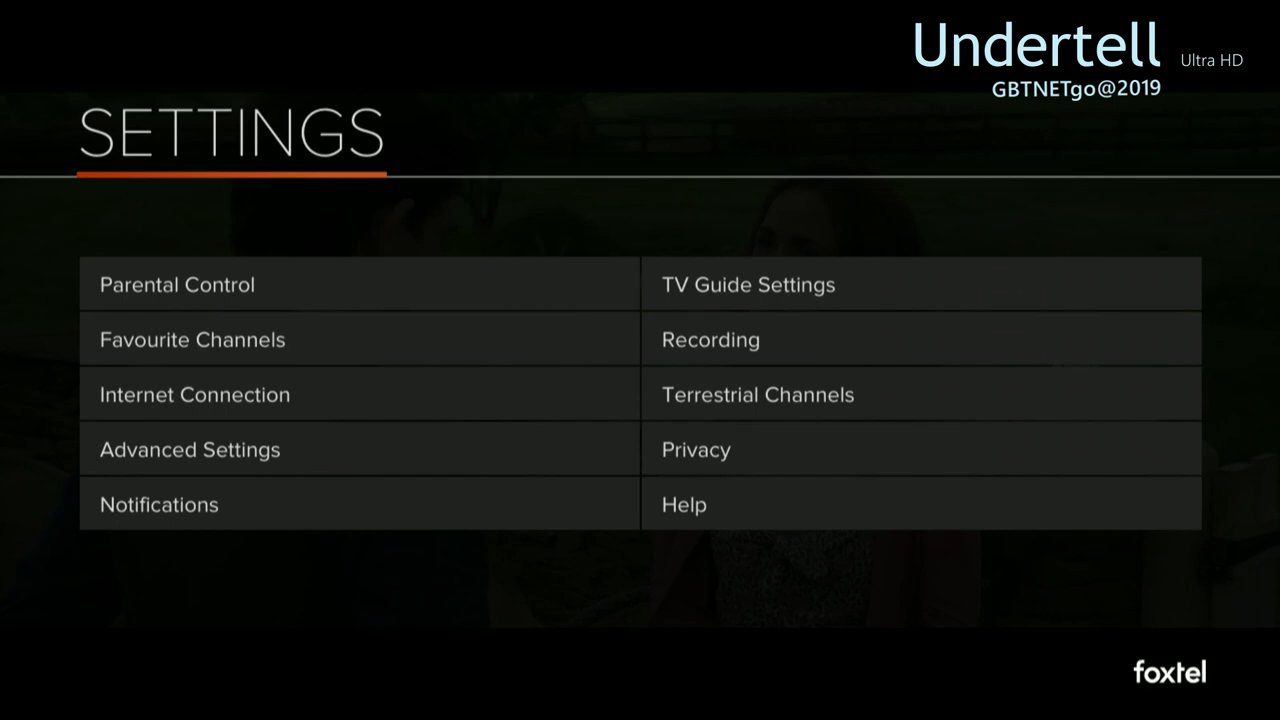 Undertell Ultra HD
GBTNETgo@2019
SETTINGS
Parental Control
TV Guide Settings
Favourite Channels
Recording
Internet Connection
Terrestrial Channels
Advanced Settings
Privacy
Notifications
Help
foxtel